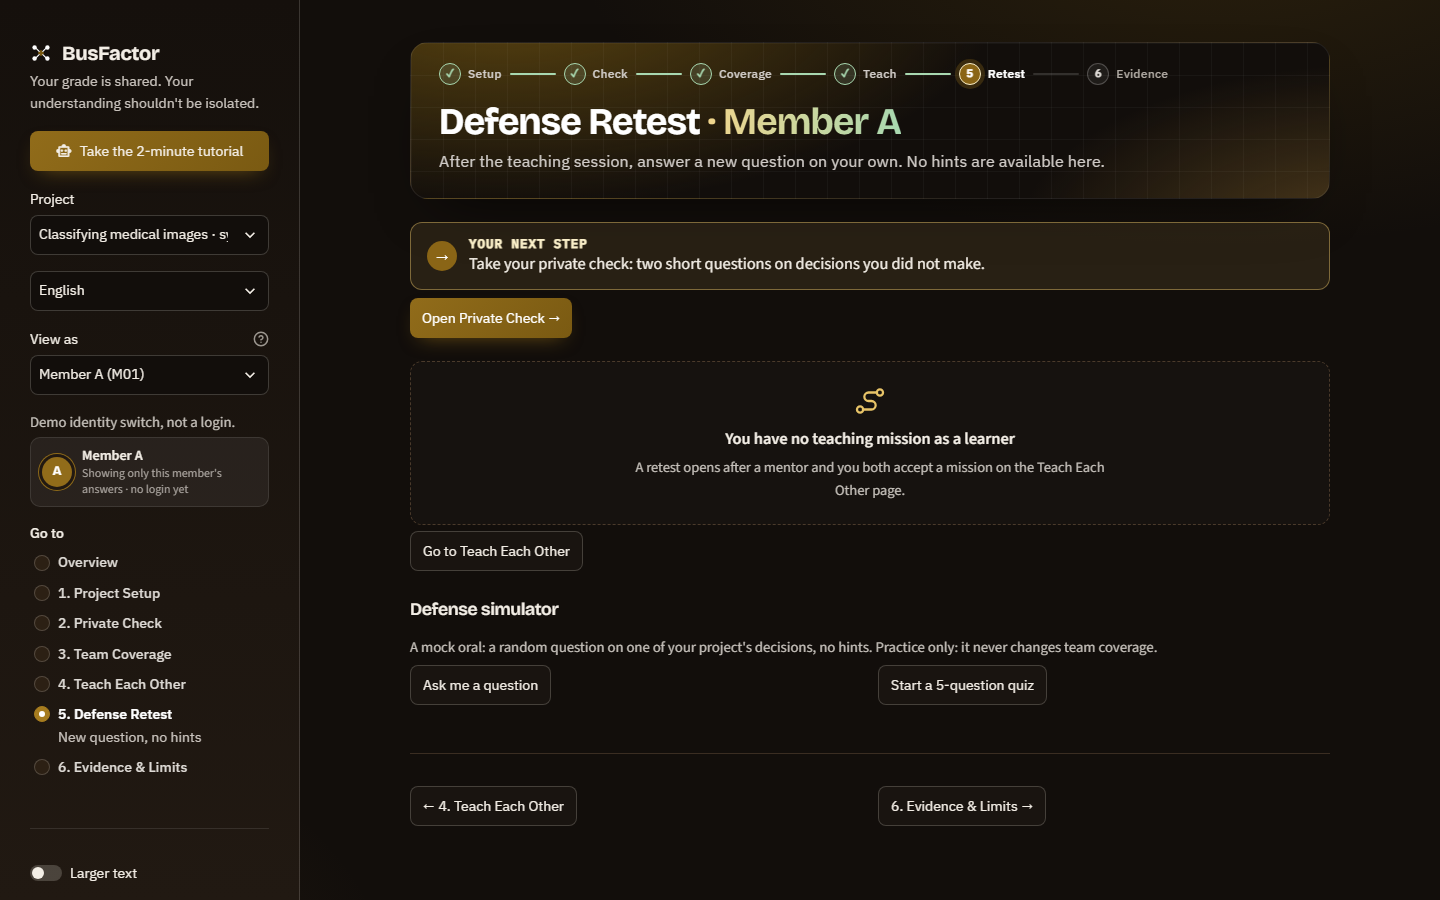 BusFactor
Your grade is shared. Your
understanding shouldn't be isolated.
Take the 2-minute tutorial
Project
Classifying medical images ·
English
View as
Member A (M01)
Demo identity switch, not a login.
A
Member A
Showing only this member's
answers · no login yet
Go to
Overview
1. Project Setup
2. Private Check
3. Team Coverage
4. Teach Each Other
5. Defense Retest
New question, no hints
6. Evidence & Limits
Larger text
✓ Setup ✓ Check ✓ Coverage ✓ Teach 5 Retest 6 Evidence
Defense Retest · Member A
After the teaching session, answer a new question on your own. No hints are available here.
→ YOUR NEXT STEP
Take your private check: two short questions on decisions you did not make.
Open Private Check →
You have no teaching mission as a learner
A retest opens after a mentor and you both accept a mission on the Teach Each
Other page.
Go to Teach Each Other
Defense simulator
A mock oral: a random question on one of your project's decisions, no hints. Practice only: it never changes team coverage.
Ask me a question
Start a 5-question quiz
← 4. Teach Each Other
6. Evidence & Limits →